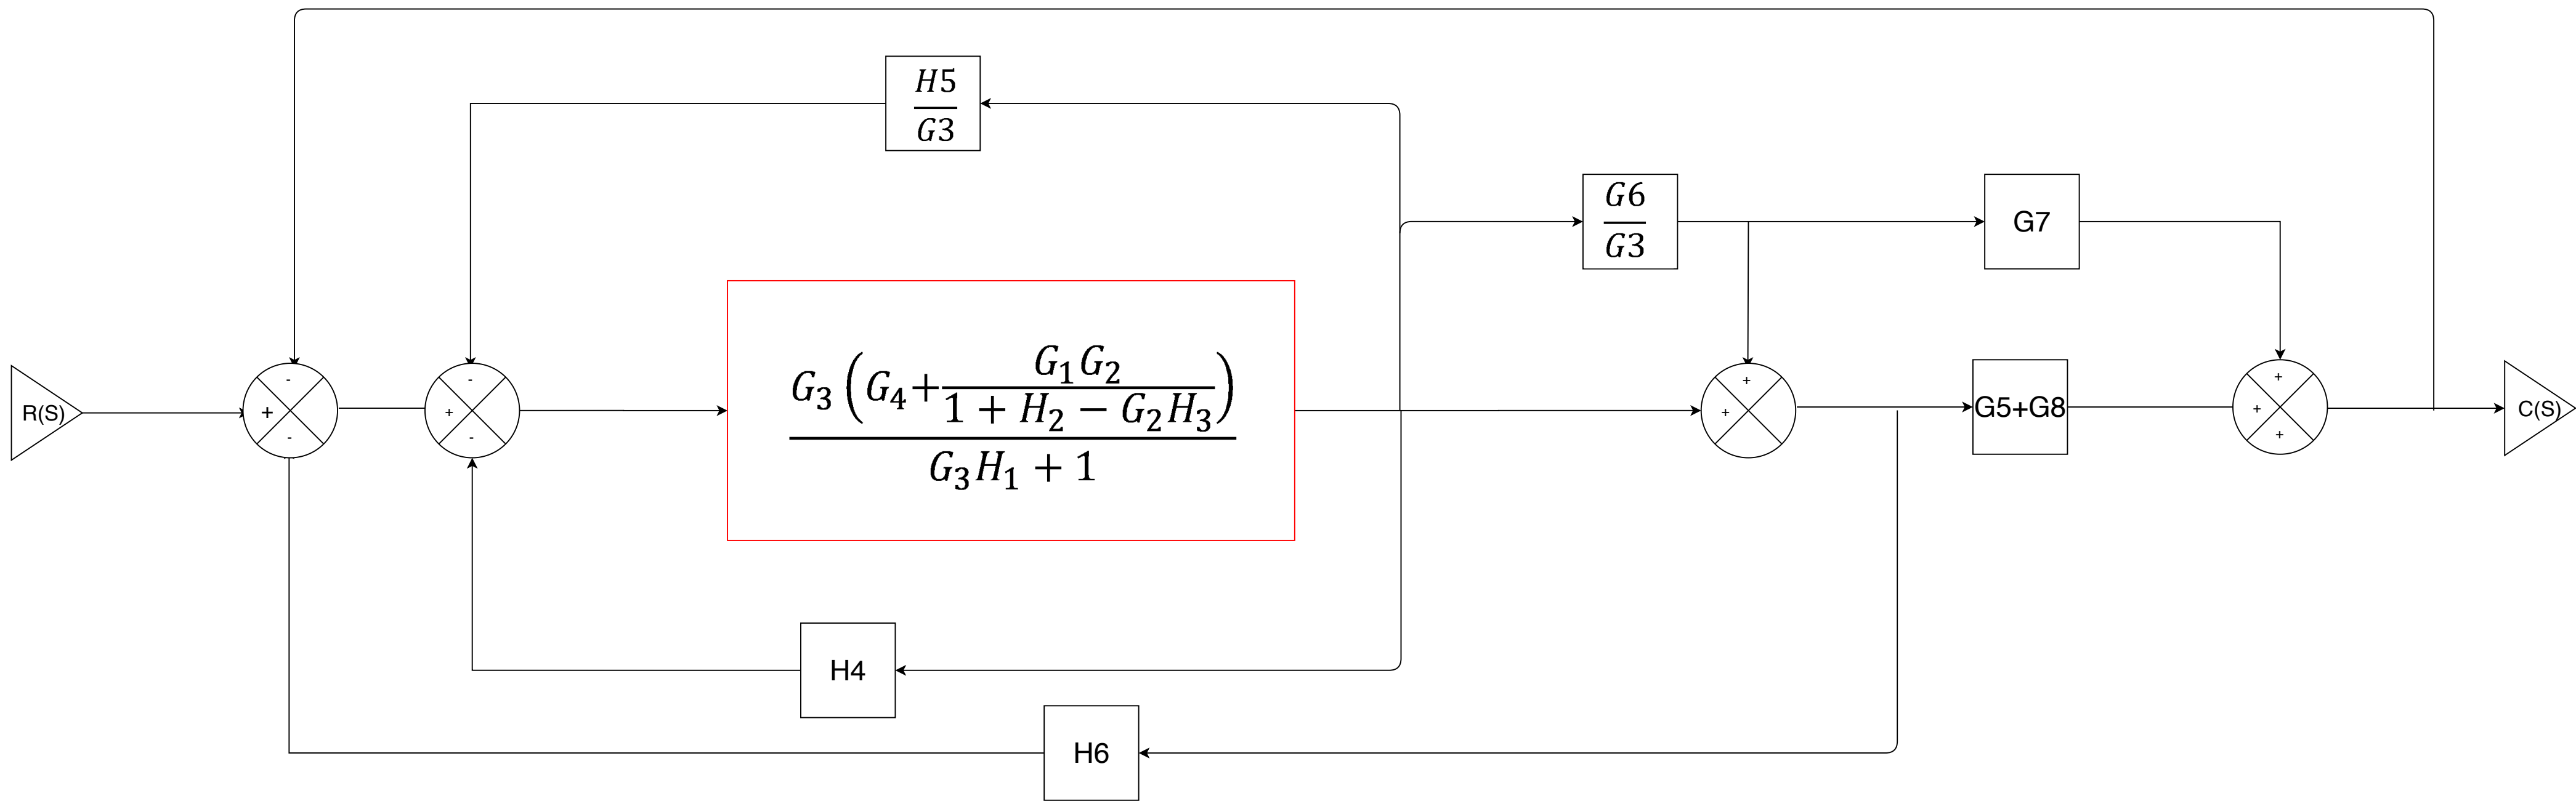 H5
G3
G6
G3
G7
R(S)
-
+
-
-
+
-
G₃(G₄+G₁G₂/(1 + H₂ − G₂H₃))
G₃H₁ + 1
+
+
G5+G8
+
+
+
C(S)
H4
H6